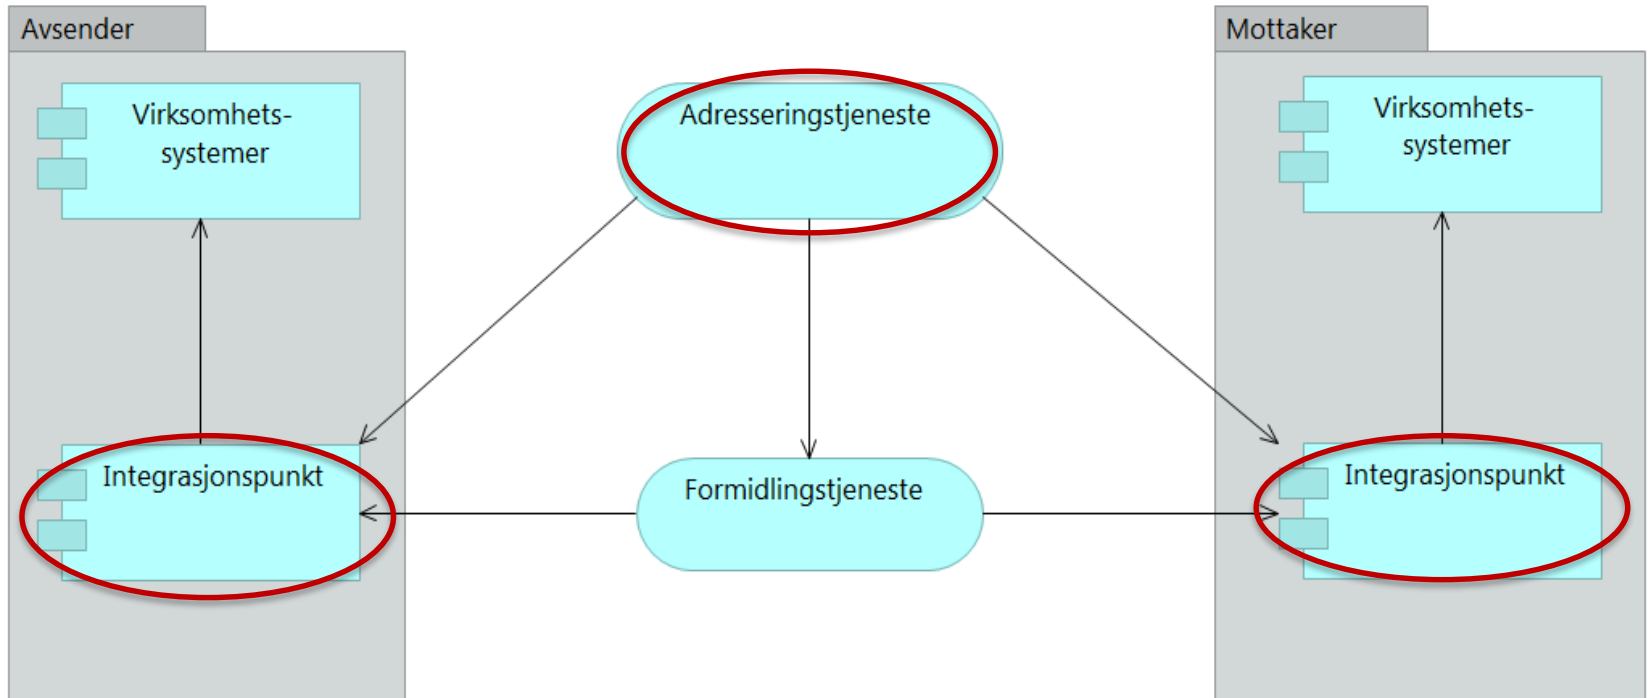 Avsender
Mottaker
Virksomhets-
systemer
Adresseringstjeneste
Virksomhets-
systemer
Integrasjonspunkt
Formidlingstjeneste
Integrasjonspunkt